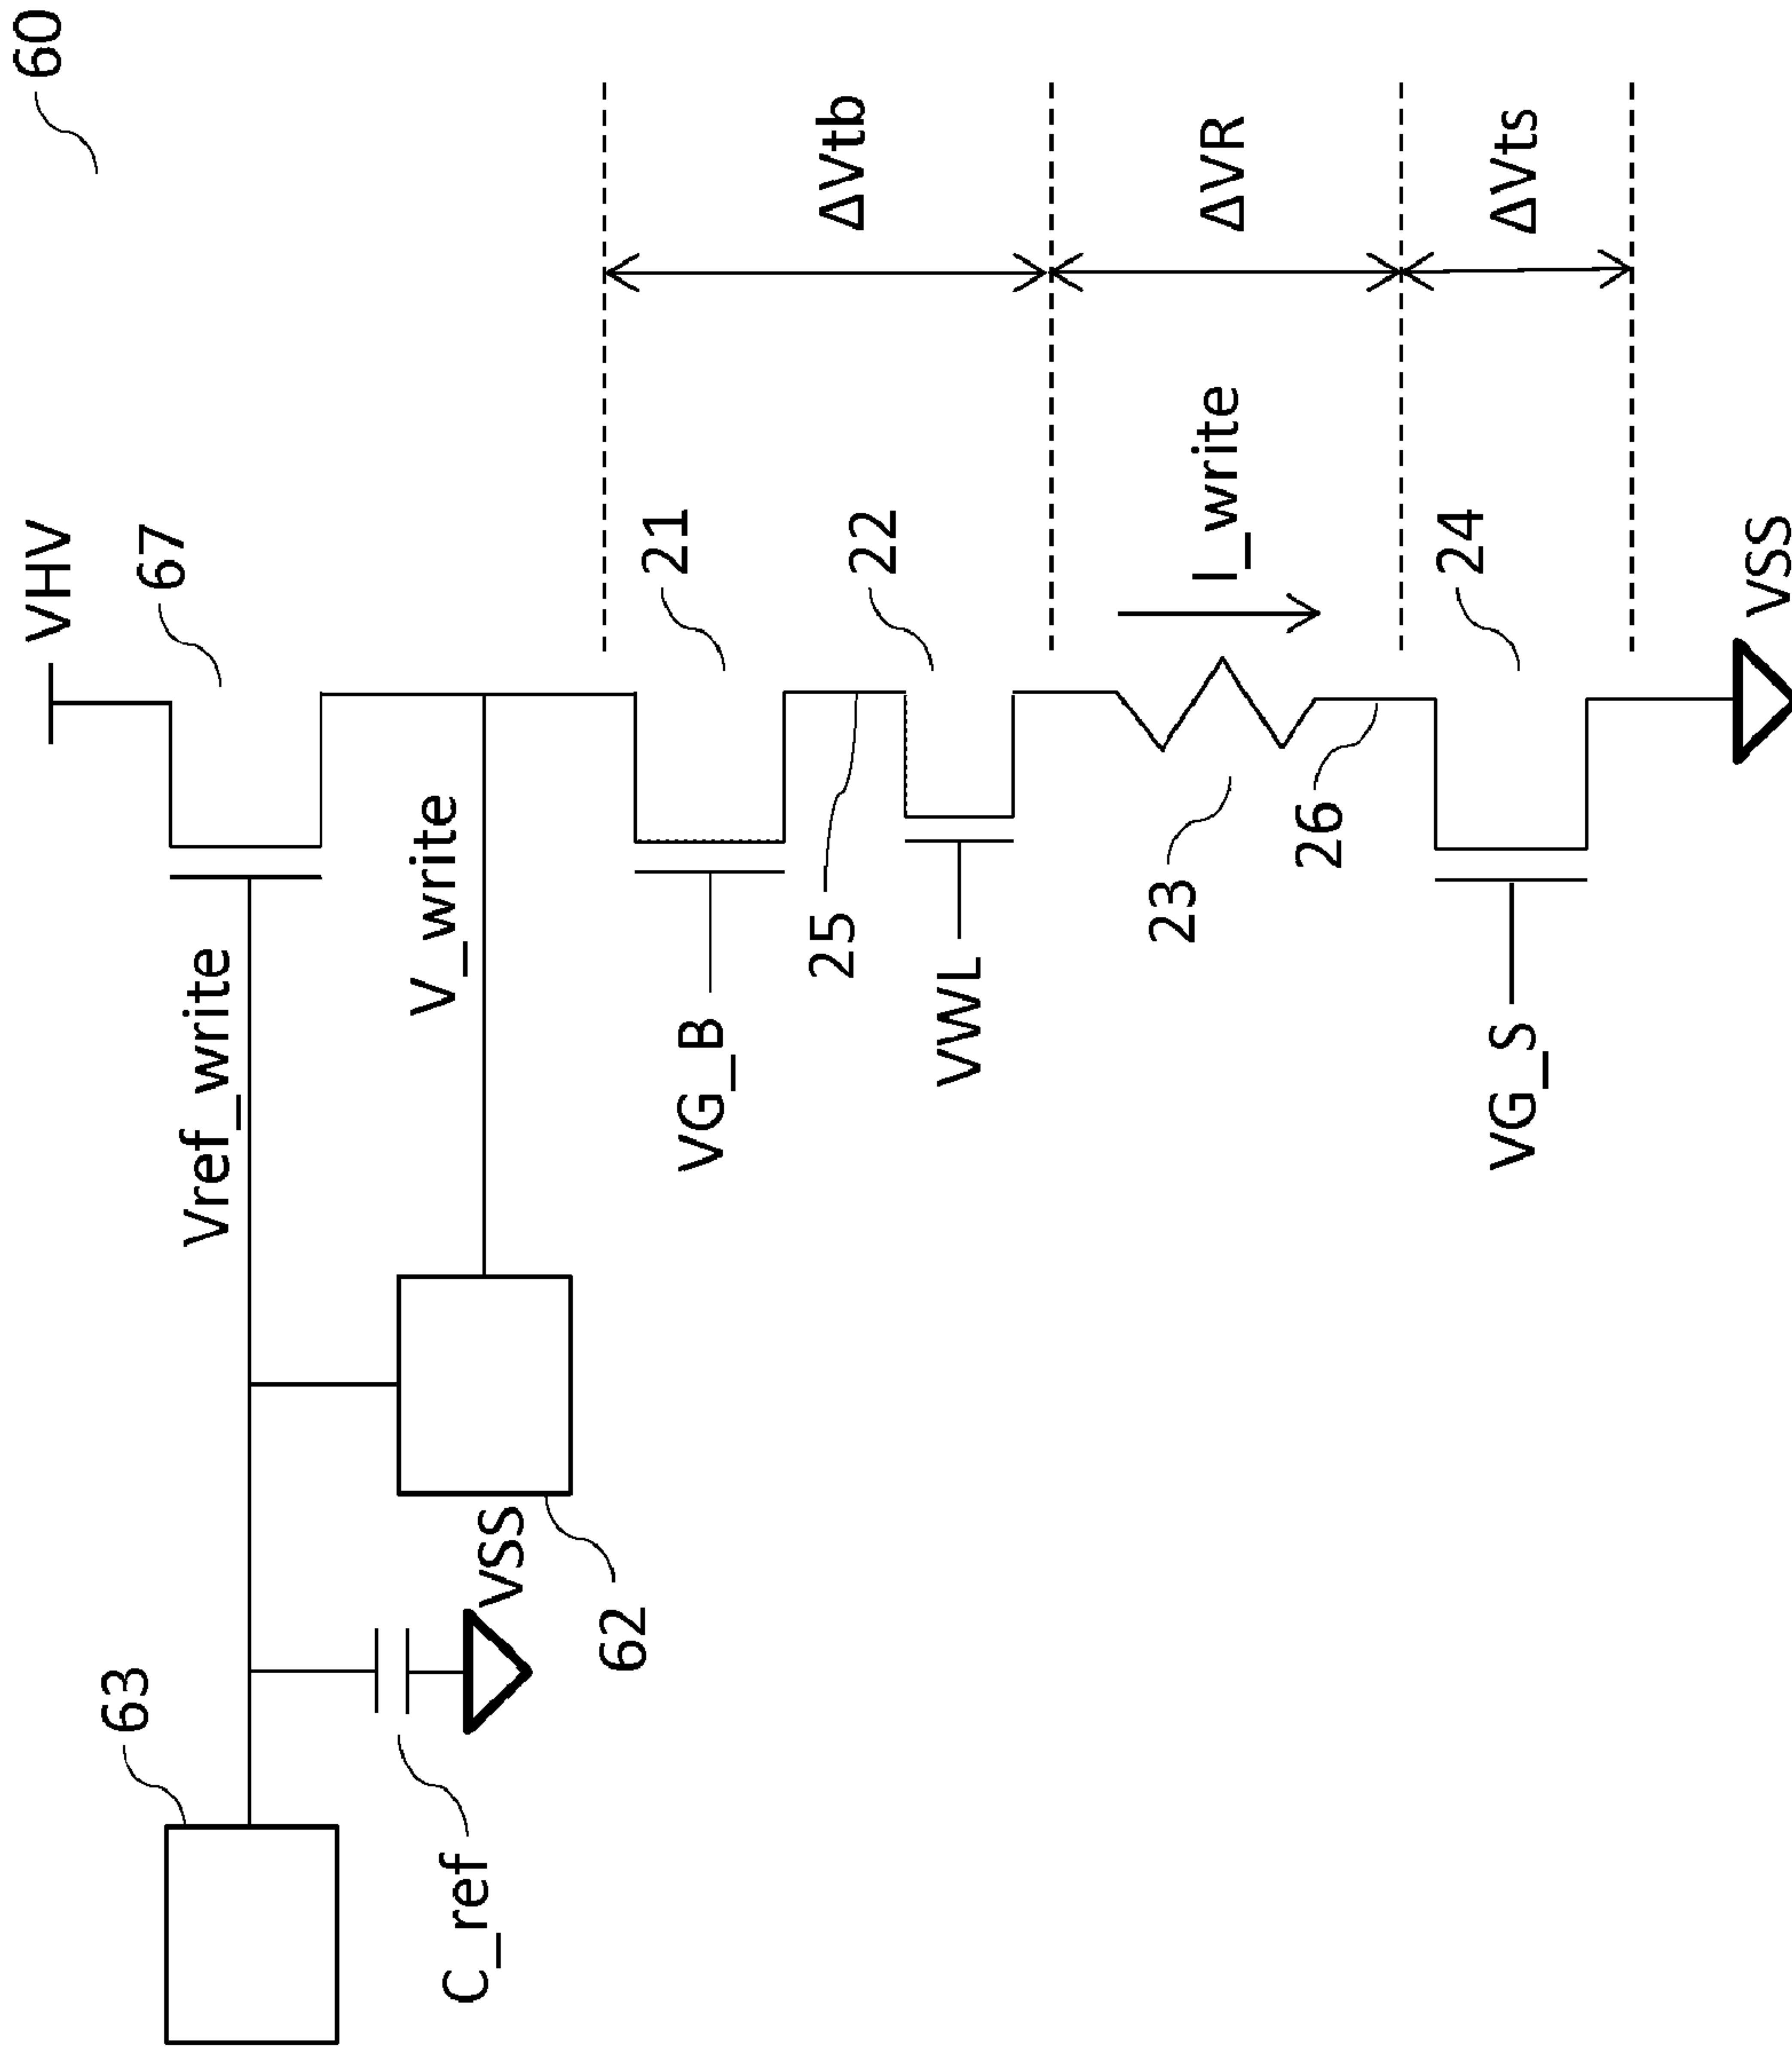 60
VHV
67
Vref_write
V_write
63
C_ref
VSS
62
21
VG_B
25
22
VWL
ΔVtb
I_write
23
ΔVR
26
24
VG_S
ΔVts
VSS